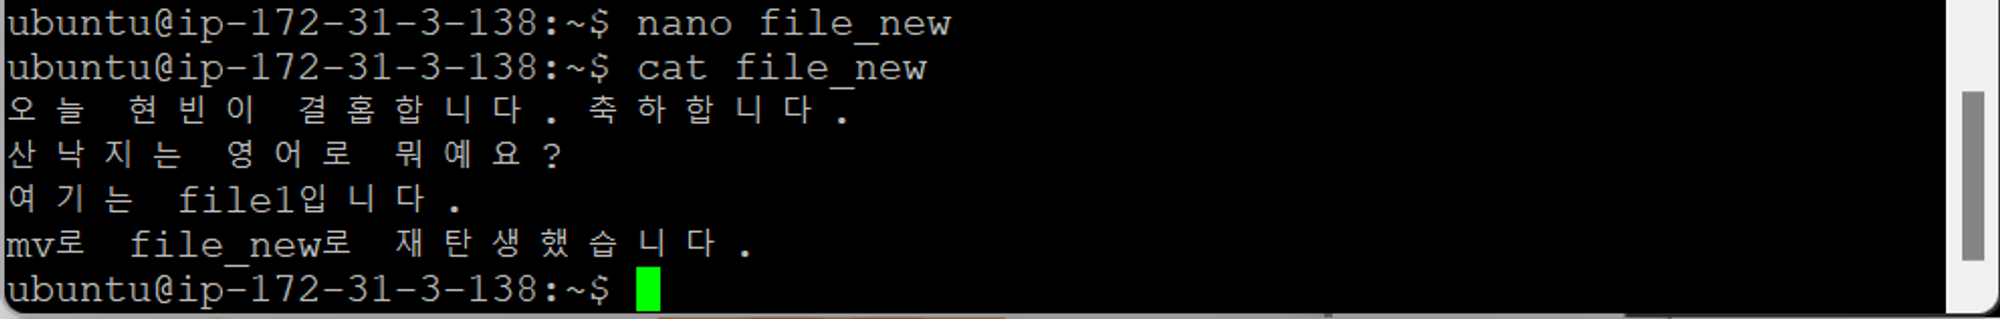 ubuntu@ip-172-31-3-138:~$ nano file_new
ubuntu@ip-172-31-3-138:~$ cat file_new
오늘 현빈이 결홉합니다. 축하합니다.
산낙지는 영어로 뭐예요?
여기는 file1입니다.
mv로 file_new로 재탄생했습니다.
ubuntu@ip-172-31-3-138:~$